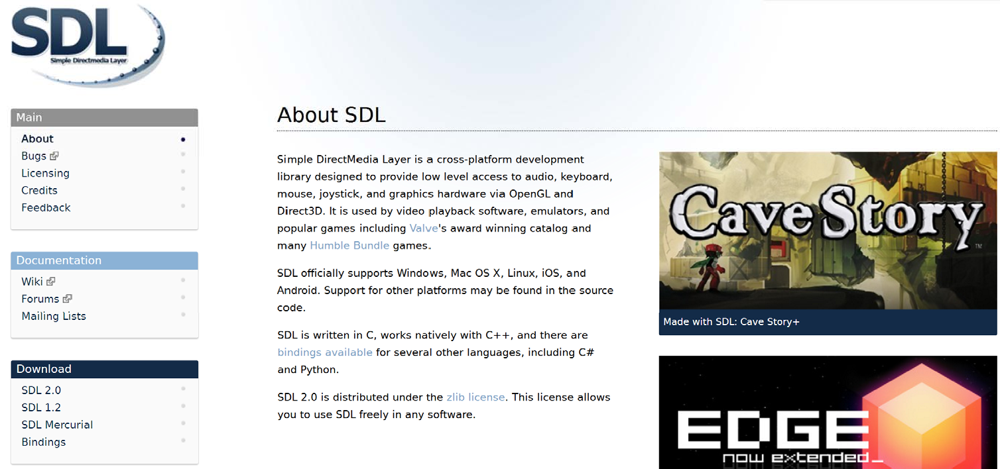 SDL
Simple Directmedia Layer
Main
About
Bugs
Licensing
Credits
Feedback
Documentation
Wiki
Forums
Mailing Lists
Download
SDL 2.0
SDL 1.2
SDL Mercurial
Bindings
About SDL
Simple DirectMedia Layer is a cross-platform development
library designed to provide low level access to audio, keyboard,
mouse, joystick, and graphics hardware via OpenGL and
Direct3D. It is used by video playback software, emulators, and
popular games including Valve's award winning catalog and
many Humble Bundle games.
SDL officially supports Windows, Mac OS X, Linux, iOS, and
Android. Support for other platforms may be found in the source
code.
SDL is written in C, works natively with C++, and there are
bindings available for several other languages, including C#
and Python.
SDL 2.0 is distributed under the zlib license. This license allows
you to use SDL freely in any software.
CaveStory™
Made with SDL: Cave Story+
EDGE
now extended_